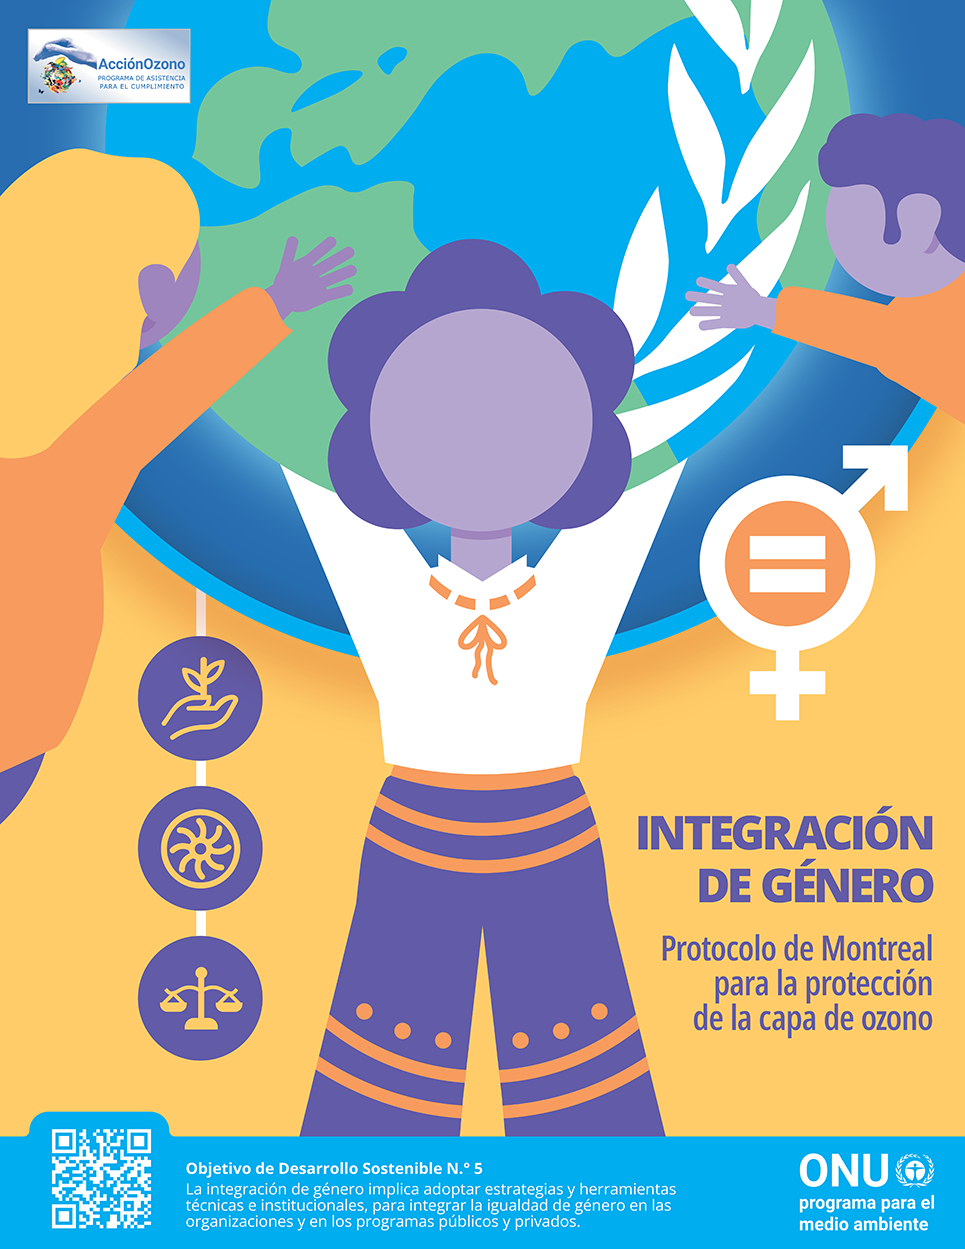 AcciónOzono
PROGRAMA DE ASISTENCIA
PARA EL CUMPLIMIENTO
INTEGRACIÓN
DE GÉNERO
Protocolo de Montreal
para la protección
de la capa de ozono
Objetivo de Desarrollo Sostenible N.° 5
La integración de género implica adoptar estrategias y herramientas
técnicas e institucionales, para integrar la igualdad de género en las
organizaciones y en los programas públicos y privados.
ONU
programa para el
medio ambiente